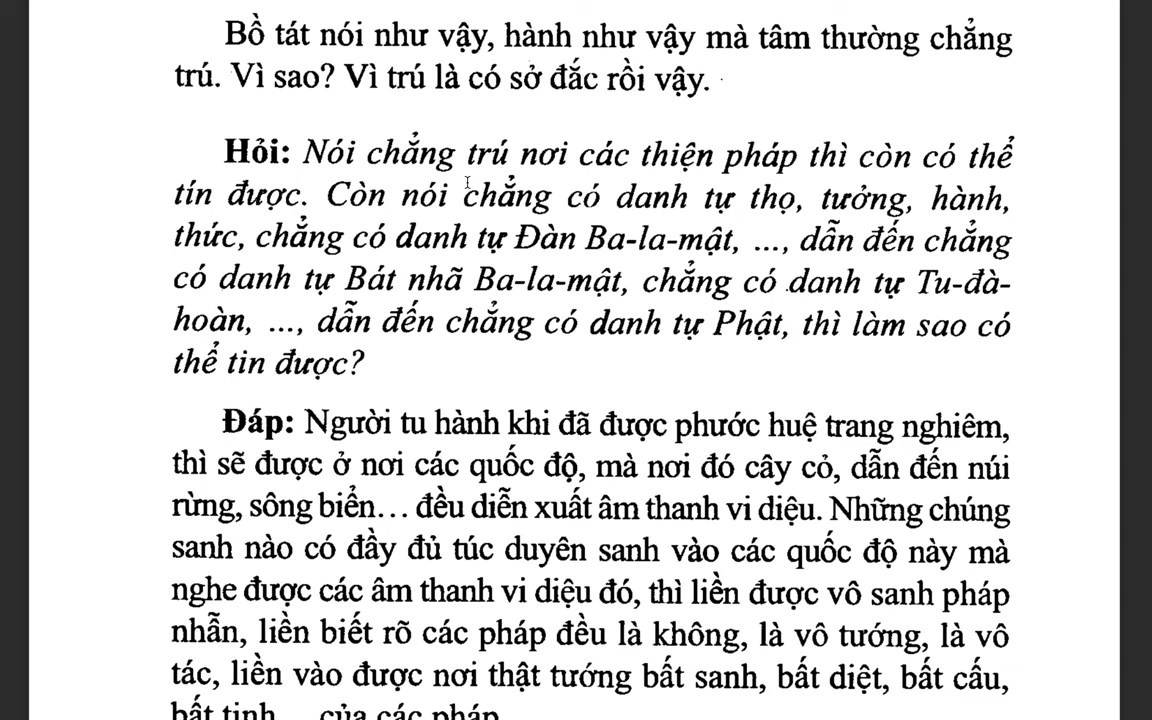 Bồ tát nói như vậy, hành như vậy mà tâm thường chẳng
trú. Vì sao? Vì trú là có sở đắc rồi vậy.
Hỏi: Nói chẳng trú nơi các thiện pháp thì còn có thể
tín được. Còn nói chẳng có danh tự thọ, tưởng, hành,
thức, chẳng có danh tự Đàn Ba-la-mật, ..., dẫn đến chẳng
có danh tự Bát nhã Ba-la-mật, chẳng có danh tự Tu-đà-
hoàn, ..., dẫn đến chẳng có danh tự Phật, thì làm sao có
thể tin được?
Đáp: Người tu hành khi đã được phước huệ trang nghiêm,
thì sẽ được ở nơi các quốc độ, mà nơi đó cây cỏ, dẫn đến núi
rừng, sông biển... đều diễn xuất âm thanh vi diệu. Những chúng
sanh nào có đầy đủ túc duyên sanh vào các quốc độ này mà
nghe được các âm thanh vi diệu đó, thì liền được vô sanh pháp
nhẫn, liền biết rõ các pháp đều là không, là vô tướng, là vô
tác, liền vào được nơi thật tướng bất sanh, bất diệt, bất cấu,
bất tịnh... của các pháp.